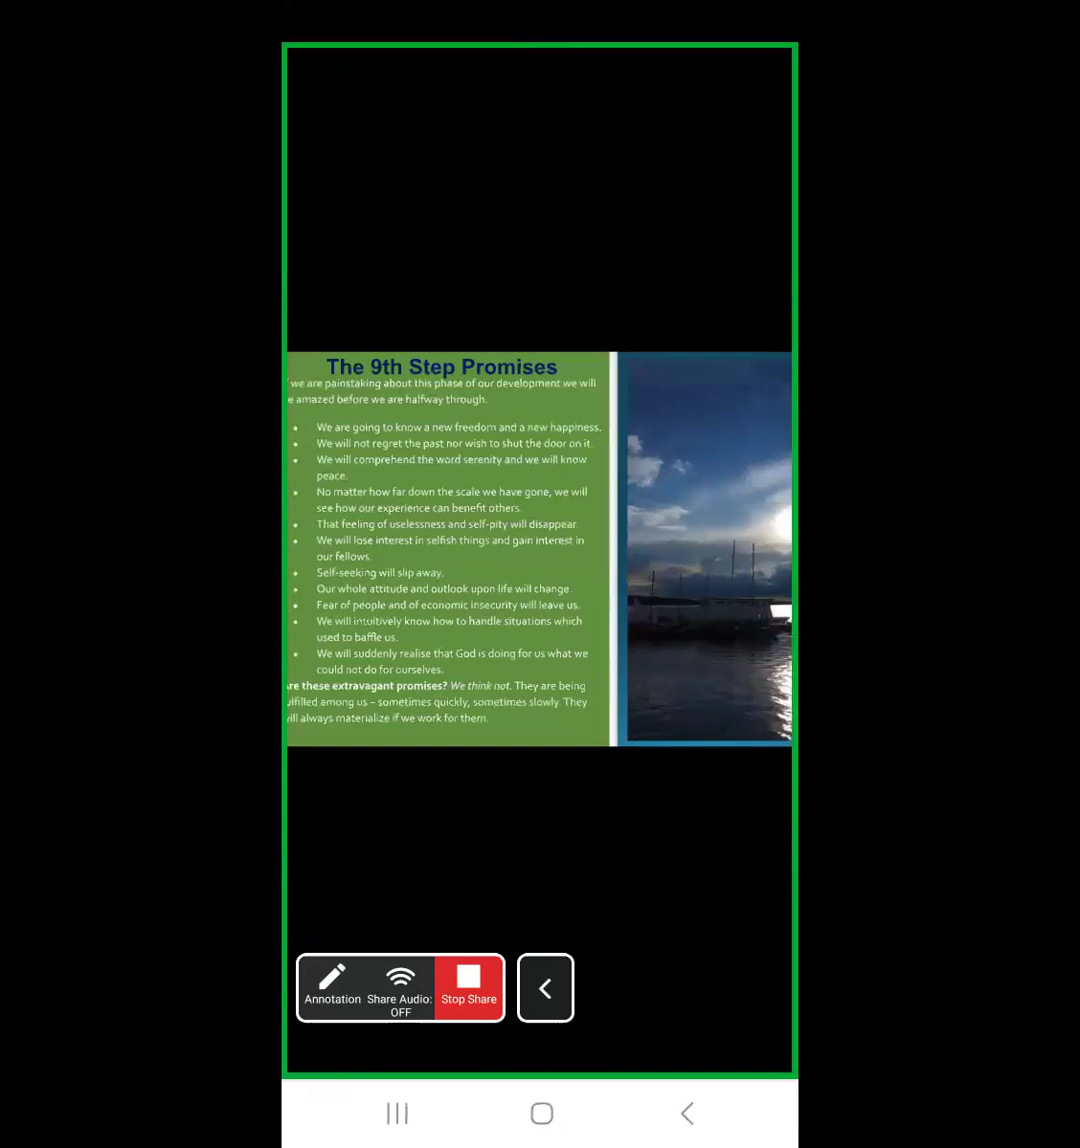 The 9th Step Promises
we are painstaking about this phase of our development we will
e amazed before we are halfway through.
• We are going to know a new freedom and a new happiness.
• We will not regret the past nor wish to shut the door on it.
• We will comprehend the word serenity and we will know
peace.
• No matter how far down the scale we have gone, we will
see how our experience can benefit others.
• That feeling of uselessness and self-pity will disappear.
• We will lose interest in selfish things and gain interest in
our fellows.
• Self-seeking will slip away.
• Our whole attitude and outlook upon life will change.
• Fear of people and of economic insecurity will leave us.
• We will intuitively know how to handle situations which
used to baffle us.
• We will suddenly realise that God is doing for us what we
could not do for ourselves.
re these extravagant promises? We think not. They are being
ulfilled among us – sometimes quickly, sometimes slowly. They
ill always materialize if we work for them.
Annotation
Share Audio:
OFF
Stop Share